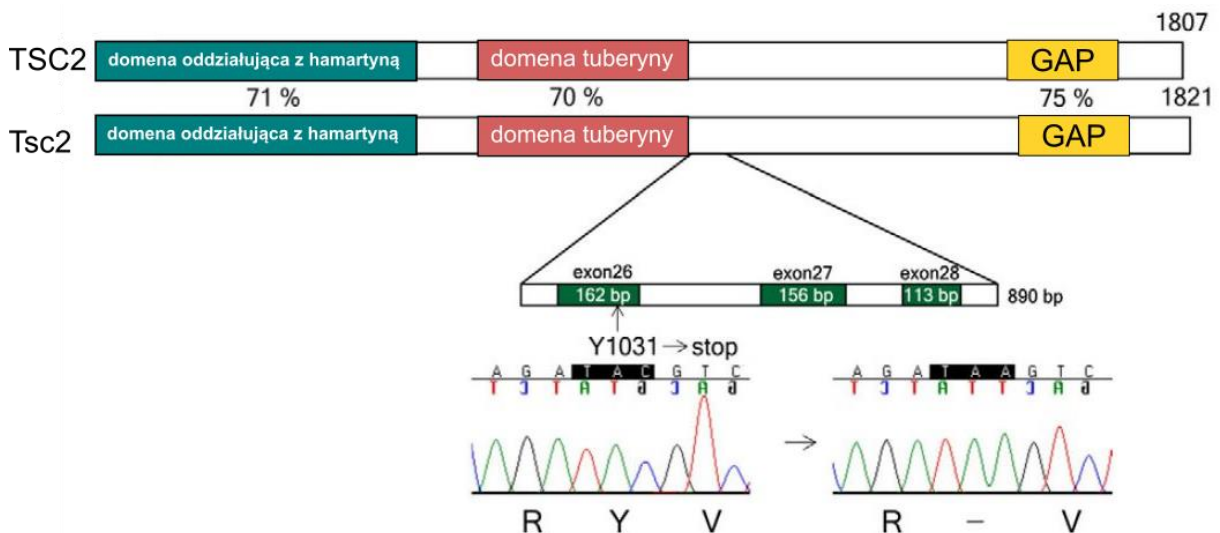 1807
TSC2 domena oddziałująca z hamartyną domena tuberyny GAP
71 % 70 % 75 % 1821
Tsc2 domena oddziałująca z hamartyną domena tuberyny GAP
exon26 exon27 exon28
162 bp 156 bp 113 bp 890 bp
Y1031 → stop
A G A T A C G T C A G A T A A G T C
T C T A T G C A G T C T A T T C A G
→
R Y V R – V